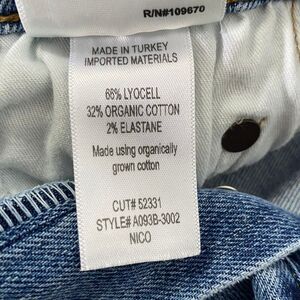 R/N#109670
MADE IN TURKEY
IMPORTED MATERIALS
66% LYOCELL
32% ORGANIC COTTON
2% ELASTANE
Made using organically
grown cotton
CUT# 52331
STYLE# A093B-3002
NICO